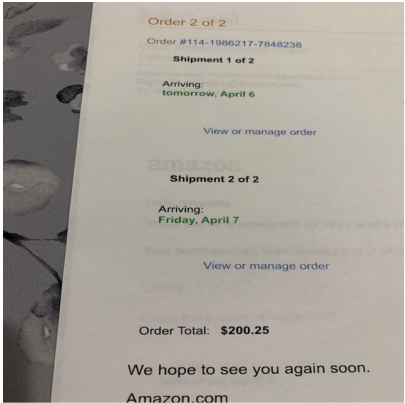 Order 2 of 2
Order #114-1986217-7848238
Shipment 1 of 2
Arriving:
tomorrow, April 6
View or manage order
amazon
Shipment 2 of 2
Arriving:
Friday, April 7
View or manage order
Order Total: $200.25
We hope to see you again soon.
Amazon.com